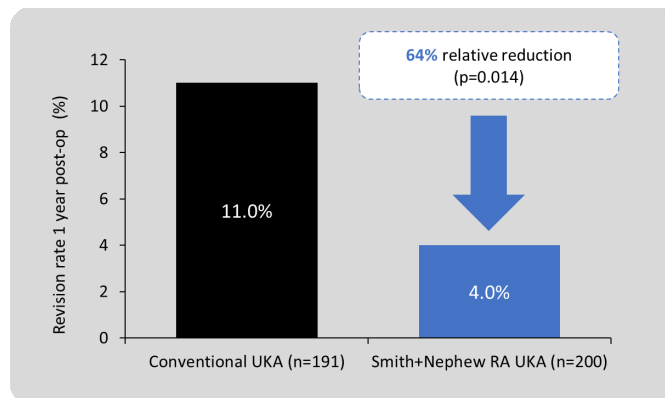 64% relative reduction
(p=0.014)
Revision rate 1 year post-op (%)
12
10
8
6
4
2
0
11.0%
4.0%
Conventional UKA (n=191)
Smith+Nephew RA UKA (n=200)